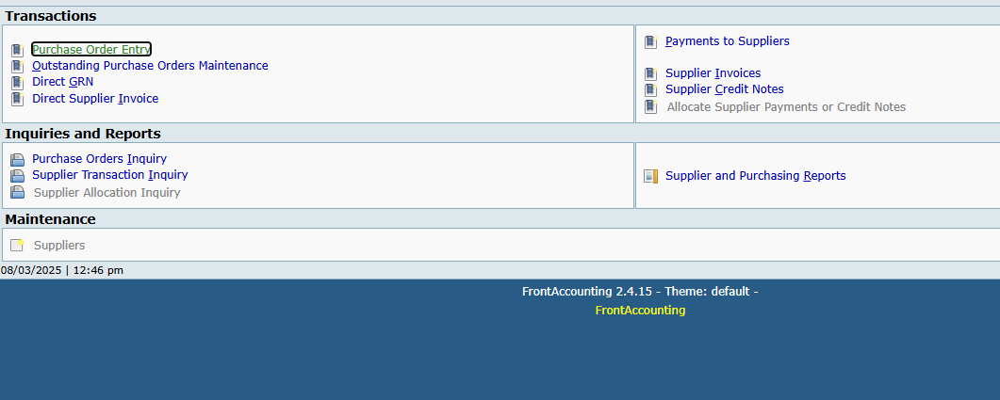 Transactions
Purchase Order Entry
Outstanding Purchase Orders Maintenance
Direct GRN
Direct Supplier Invoice
Payments to Suppliers
Supplier Invoices
Supplier Credit Notes
Allocate Supplier Payments or Credit Notes
Inquiries and Reports
Purchase Orders Inquiry
Supplier Transaction Inquiry
Supplier Allocation Inquiry
Supplier and Purchasing Reports
Maintenance
Suppliers
08/03/2025 | 12:46 pm
FrontAccounting 2.4.15 - Theme: default -
FrontAccounting